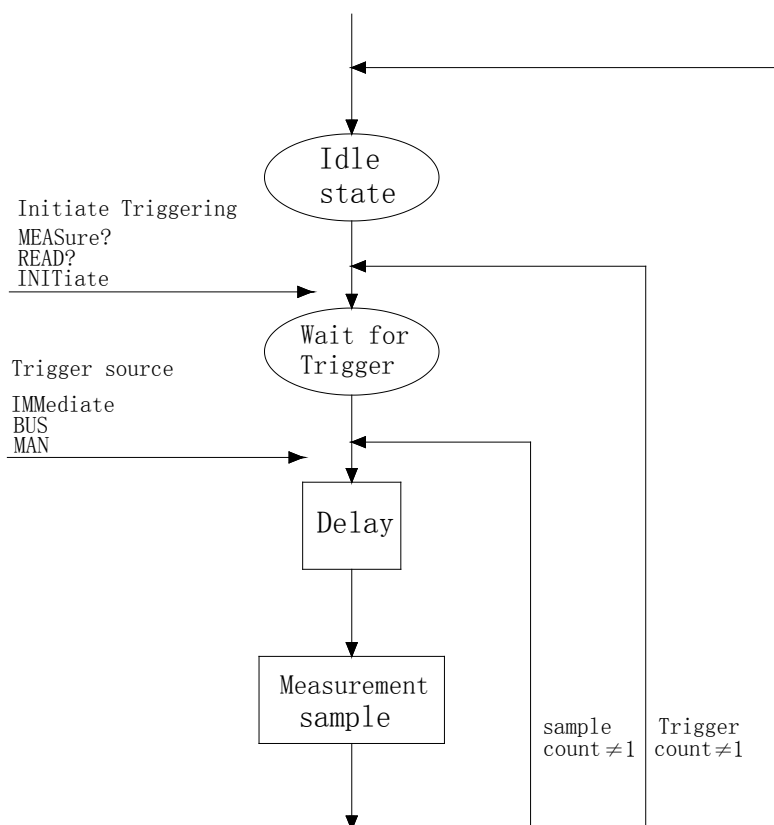 Idle
state
Initiate Triggering
MEASure?
READ?
INITiate
Wait for
Trigger
Trigger source
IMMediate
BUS
MAN
Delay
Measurement
sample
sample
count≠1
Trigger
count≠1